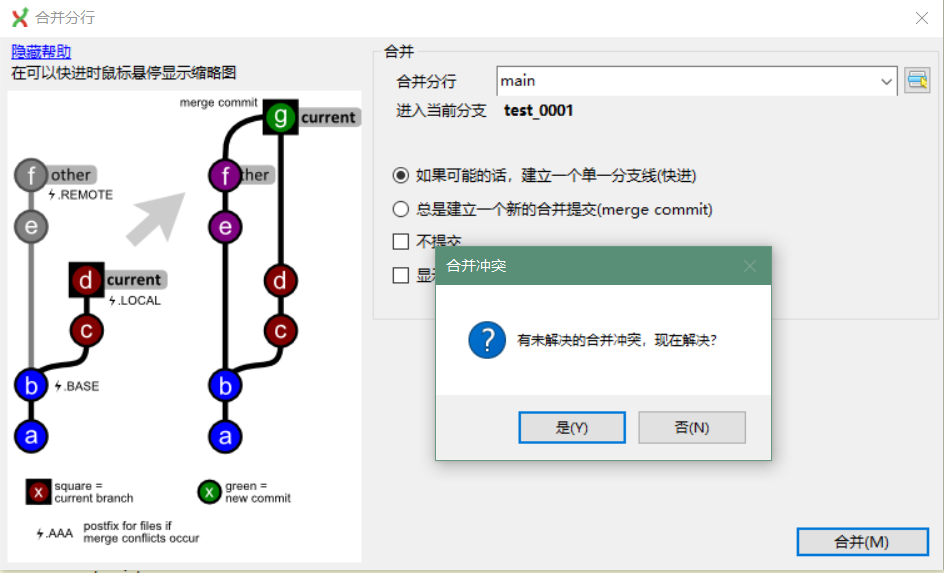 合并分行
隐藏帮助
在可以快进时鼠标悬停显示缩略图
merge commit
g
current
f
other
.REMOTE
e
f
ther
e
d
current
.LOCAL
c
d
c
b
.BASE
b
a
a
x
square =
current branch
x
green =
new commit
.AAA
postfix for files if
merge conflicts occur
合并
合并分行
main
进入当前分支 test_0001
如果可能的话，建立一个单一分支线(快进)
总是建立一个新的合并提交(merge commit)
不提交
显
合并冲突
?
有未解决的合并冲突，现在解决?
是(Y)
否(N)
合并(M)